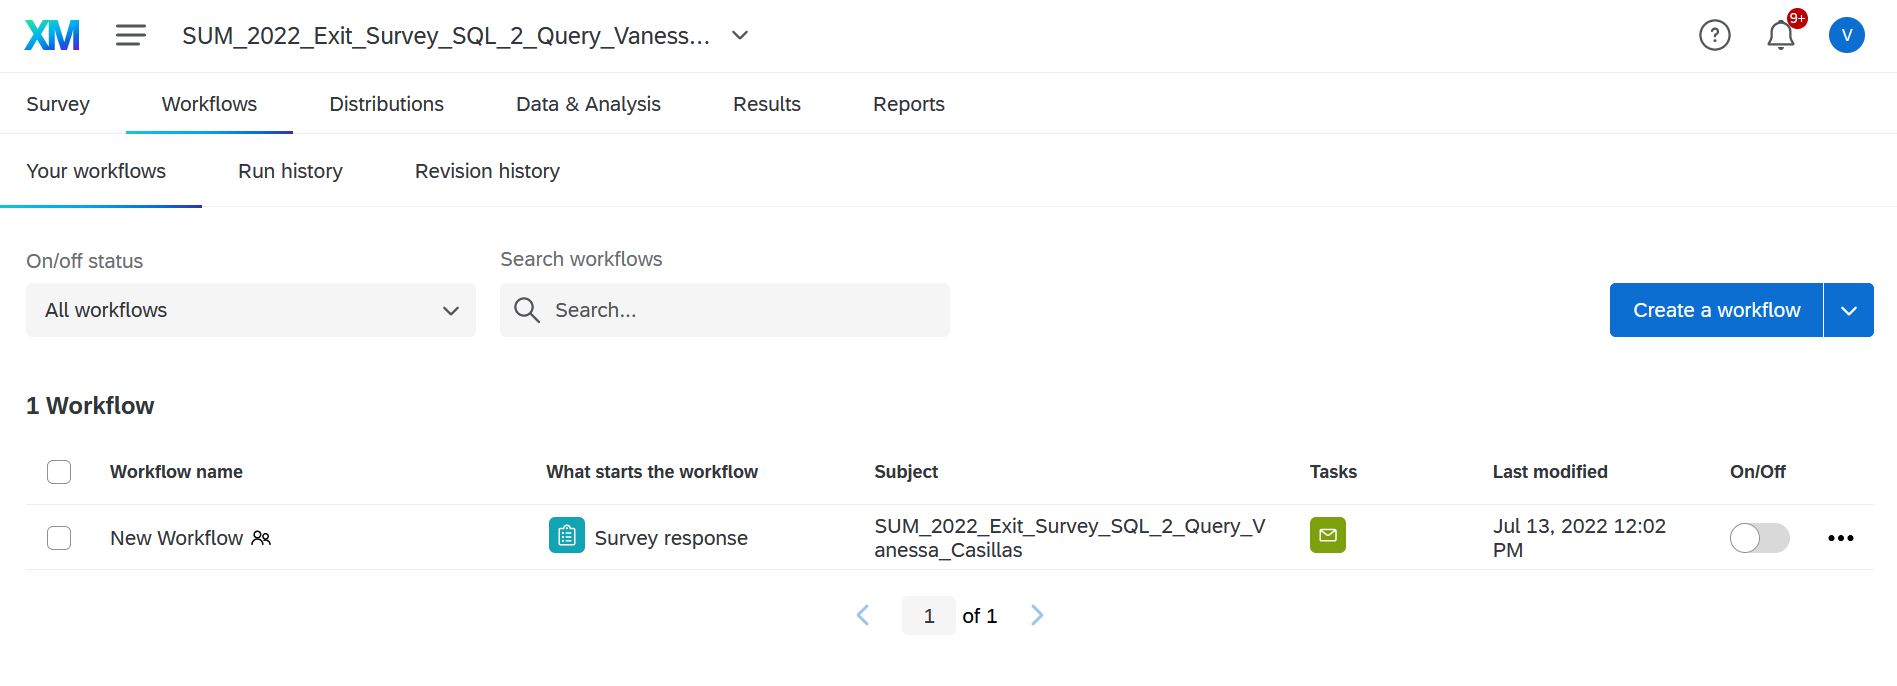 XM SUM_2022_Exit_Survey_SQL_2_Query_Vaness... ? 9+ V
Survey Workflows Distributions Data & Analysis Results Reports
Your workflows Run history Revision history
On/off status Search workflows
All workflows Search... Create a workflow
1 Workflow
Workflow name What starts the workflow Subject Tasks Last modified On/Off
New Workflow Survey response SUM_2022_Exit_Survey_SQL_2_Query_V Jul 13, 2022 12:02
anessa_Casillas PM
1 of 1